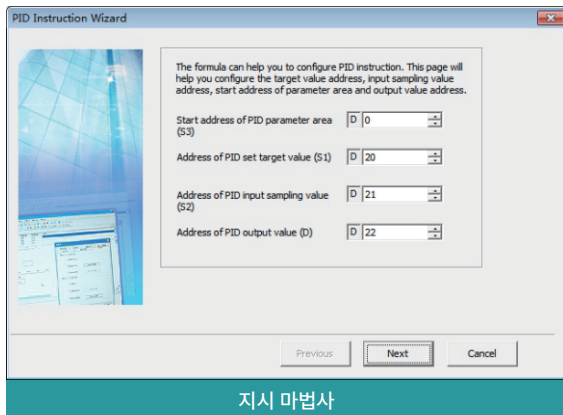 PID Instruction Wizard
The formula can help you to configure PID instruction. This page will
help you configure the target value address, input sampling value
address, start address of parameter area and output value address.
Start address of PID parameter area
(S3)
D 0
Address of PID set target value (S1)
D 20
Address of PID input sampling value
(S2)
D 21
Address of PID output value (D)
D 22
Previous
Next
Cancel
지시 마법사